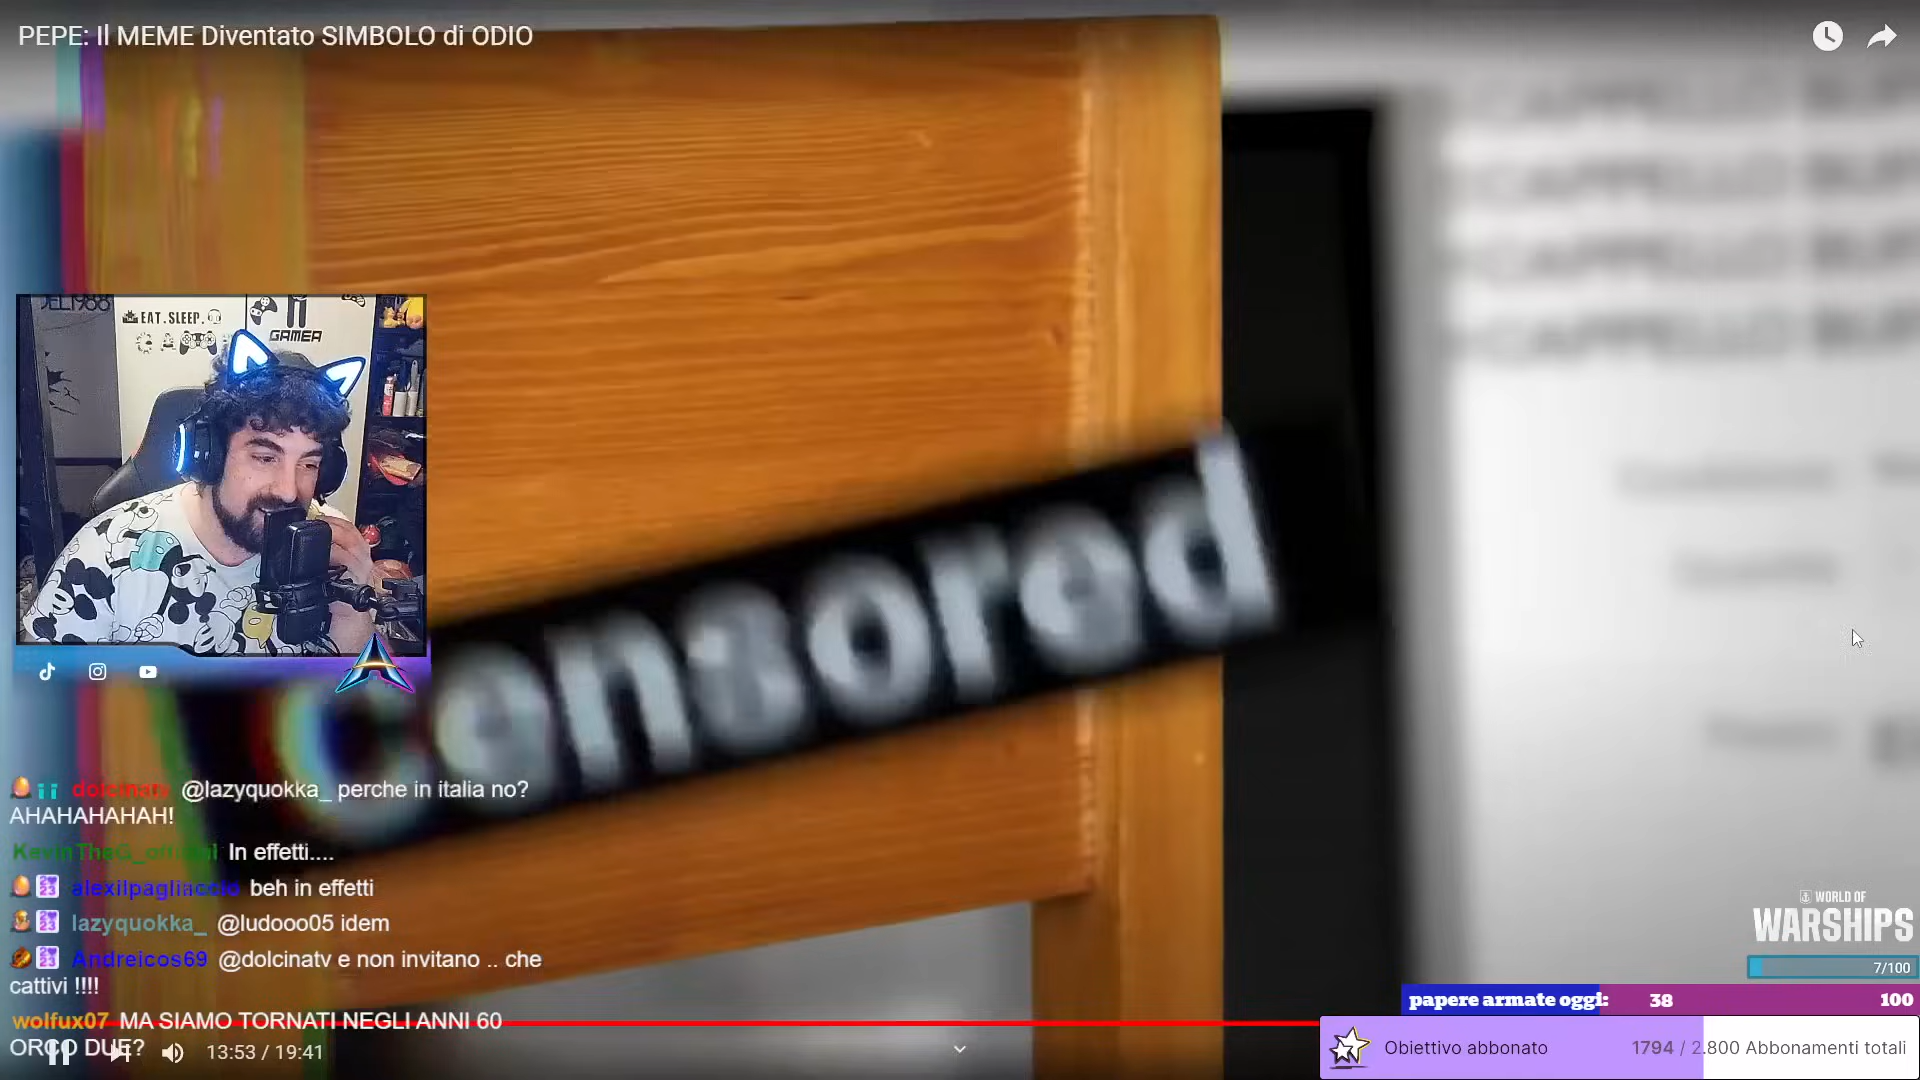 PEPE: Il MEME Diventato SIMBOLO di ODIO
EAT.SLEEP.
GAMER
Censored
dolcinatv @lazyquokka_ perche in italia no?
AHAHAHAHAH!
KevinTheG_official In effetti....
alexilpagliaccio beh in effetti
lazyquokka_ @ludooo05 idem
Andreicos69 @dolcinatv e non invitano .. che
cattivi !!!!
wolfux07 MA SIAMO TORNATI NEGLI ANNI 60
ORCO DUE?
13:53 / 19:41
WORLD OF
WARSHIPS
7/100
papere armate oggi: 38 100
Obiettivo abbonato 1794 / 2.800 Abbonamenti totali